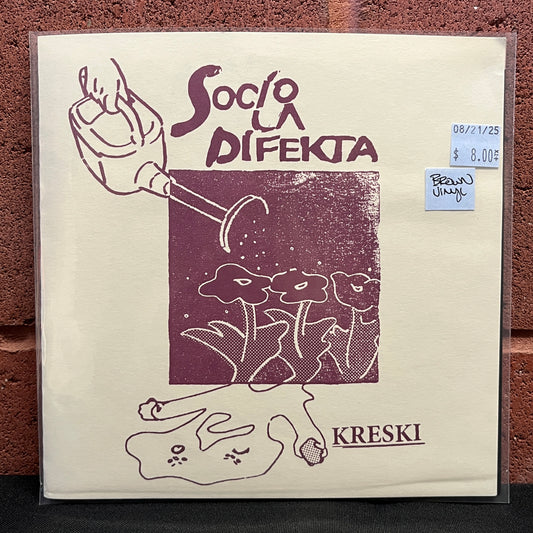 Socio
LA
DIFEKTA
08/21/25
$ 8.00
BROWN
VINYL
KRESKI